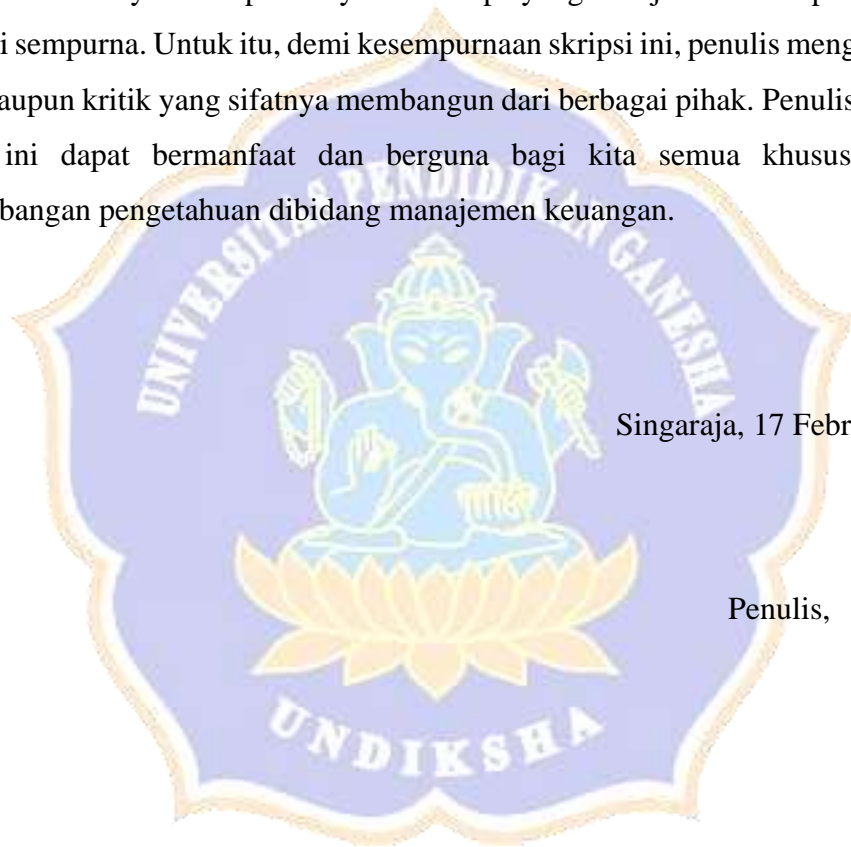 i sempurna. Untuk itu, demi kesempurnaan skripsi ini, penulis meng
aupun kritik yang sifatnya membangun dari berbagai pihak. Penulis
ini dapat bermanfaat dan berguna bagi kita semua khusus
bangan pengetahuan dibidang manajemen keuangan.
UNIVERSITAS PENDIDIKAN GANESHA
Singaraja, 17 Febr
Penulis,
UNDIKSHA